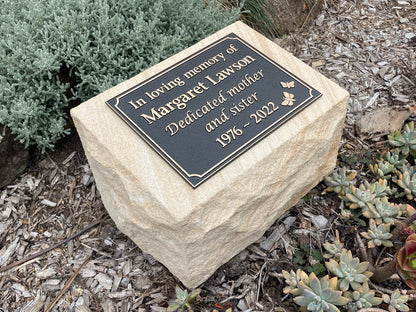 In loving memory of
Margaret Lawson
Dedicated mother
and sister
1976 - 2022